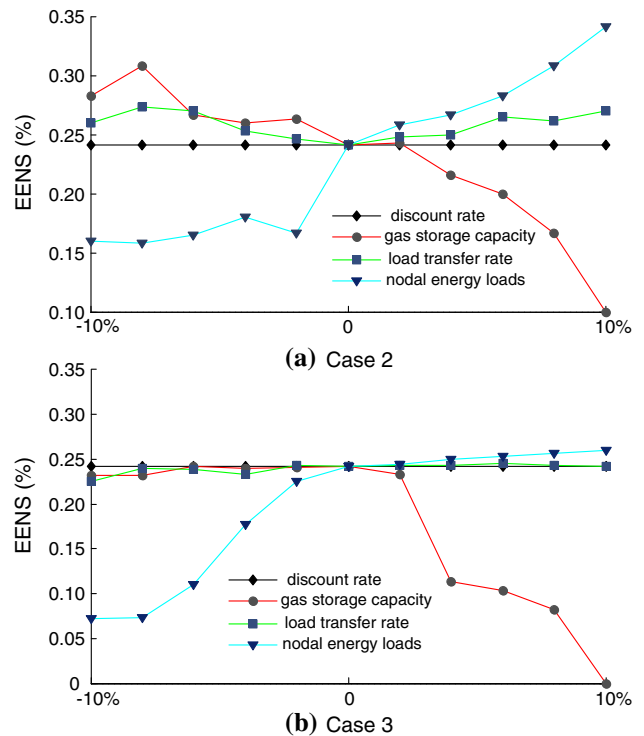 0.35
0.30
0.25
0.20
0.15
0.10
EENS (%)
discount rate
gas storage capacity
load transfer rate
nodal energy loads
-10%
0
10%
(a) Case 2
0.35
0.30
0.25
0.20
0.15
0.10
0.05
0
EENS (%)
discount rate
gas storage capacity
load transfer rate
nodal energy loads
-10%
0
10%
(b) Case 3